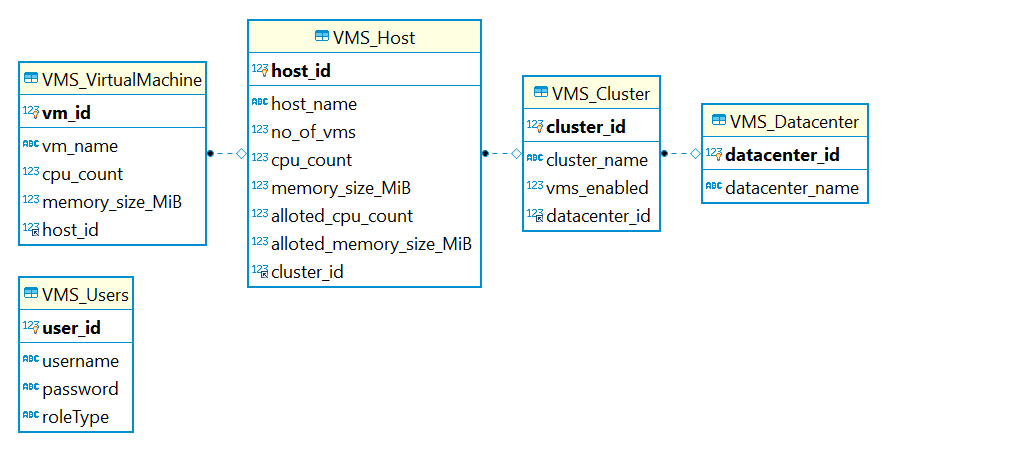 VMS_VirtualMachine
123 vm_id
ABC vm_name
123 cpu_count
123 memory_size_MiB
123 host_id
VMS_Host
123 host_id
ABC host_name
123 no_of_vms
123 cpu_count
123 memory_size_MiB
123 alloted_cpu_count
123 alloted_memory_size_MiB
123 cluster_id
VMS_Cluster
123 cluster_id
ABC cluster_name
123 vms_enabled
123 datacenter_id
VMS_Datacenter
123 datacenter_id
ABC datacenter_name
VMS_Users
123 user_id
ABC username
ABC password
ABC roleType